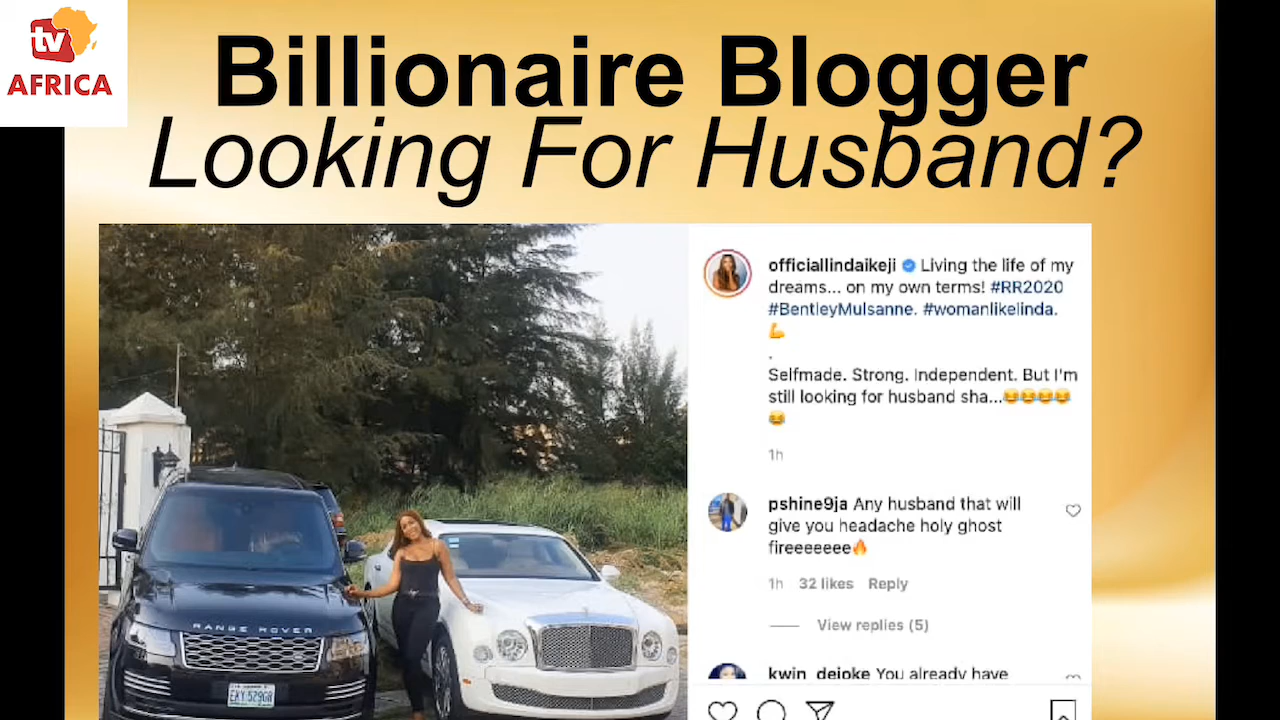 tv
AFRICA
Billionaire Blogger
Looking For Husband?
officiallindaikeji Living the life of my
dreams... on my own terms! #RR2020
#BentleyMulsanne. #womanlikelinda.
💪
.
Selfmade. Strong. Independent. But I'm
still looking for husband sha...😂😂😂😂
😂
1h
pshine9ja Any husband that will
give you headache holy ghost
fireeeeeee🔥
1h 32 likes Reply
View replies (5)
kwin_dejoke You already have
RANGE ROVER